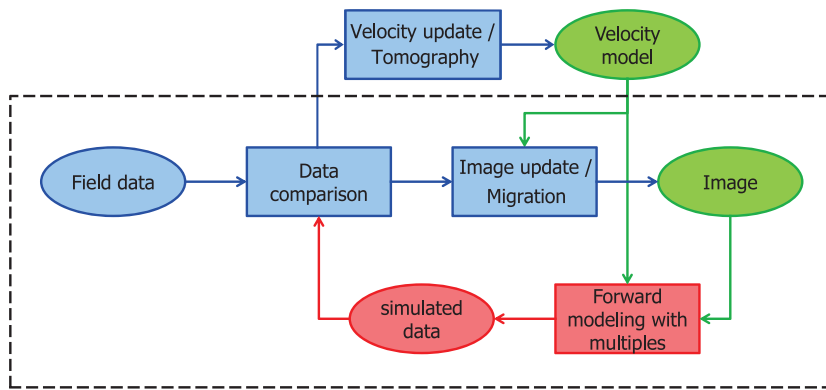 Velocity update /
Tomography
Velocity
model
Field data
Data
comparison
Image update /
Migration
Image
simulated
data
Forward
modeling with
multiples